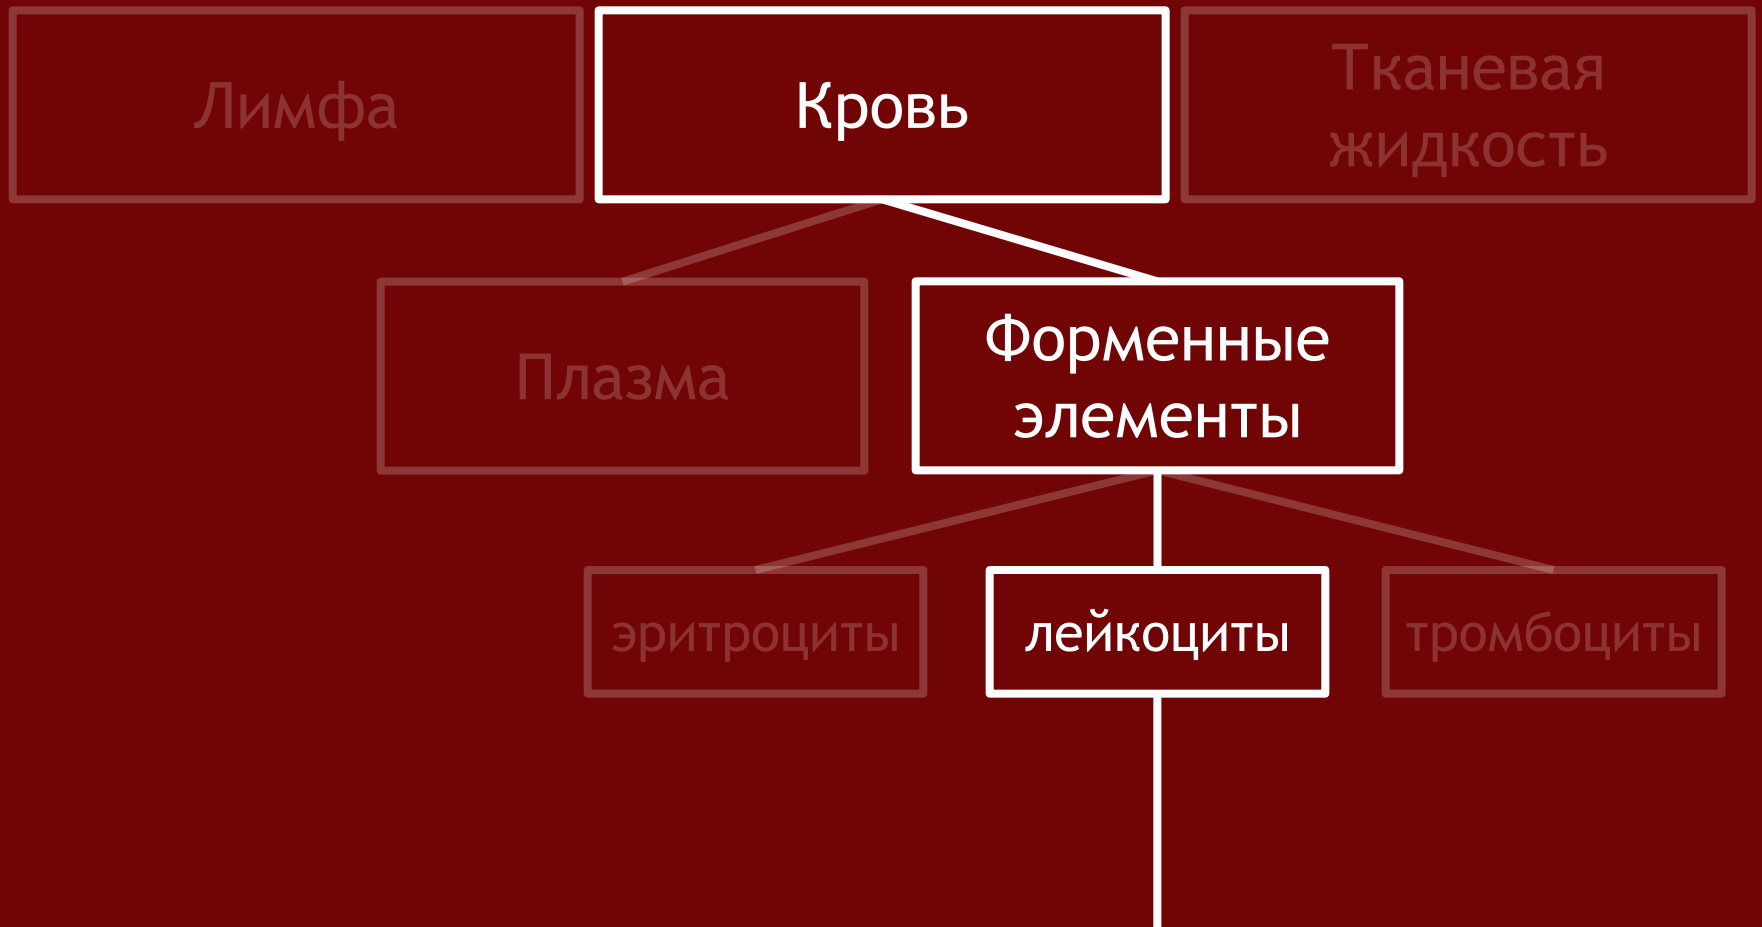 Лимфа
Кровь
Тканевая
жидкость
Плазма
Форменные
элементы
эритроциты
лейкоциты
тромбоциты